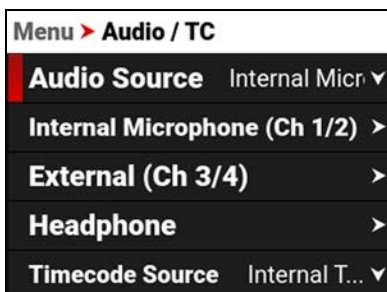 Menu > Audio / TC
Audio Source Internal Micr
Internal Microphone (Ch 1/2) >
External (Ch 3/4) >
Headphone >
Timecode Source Internal T...